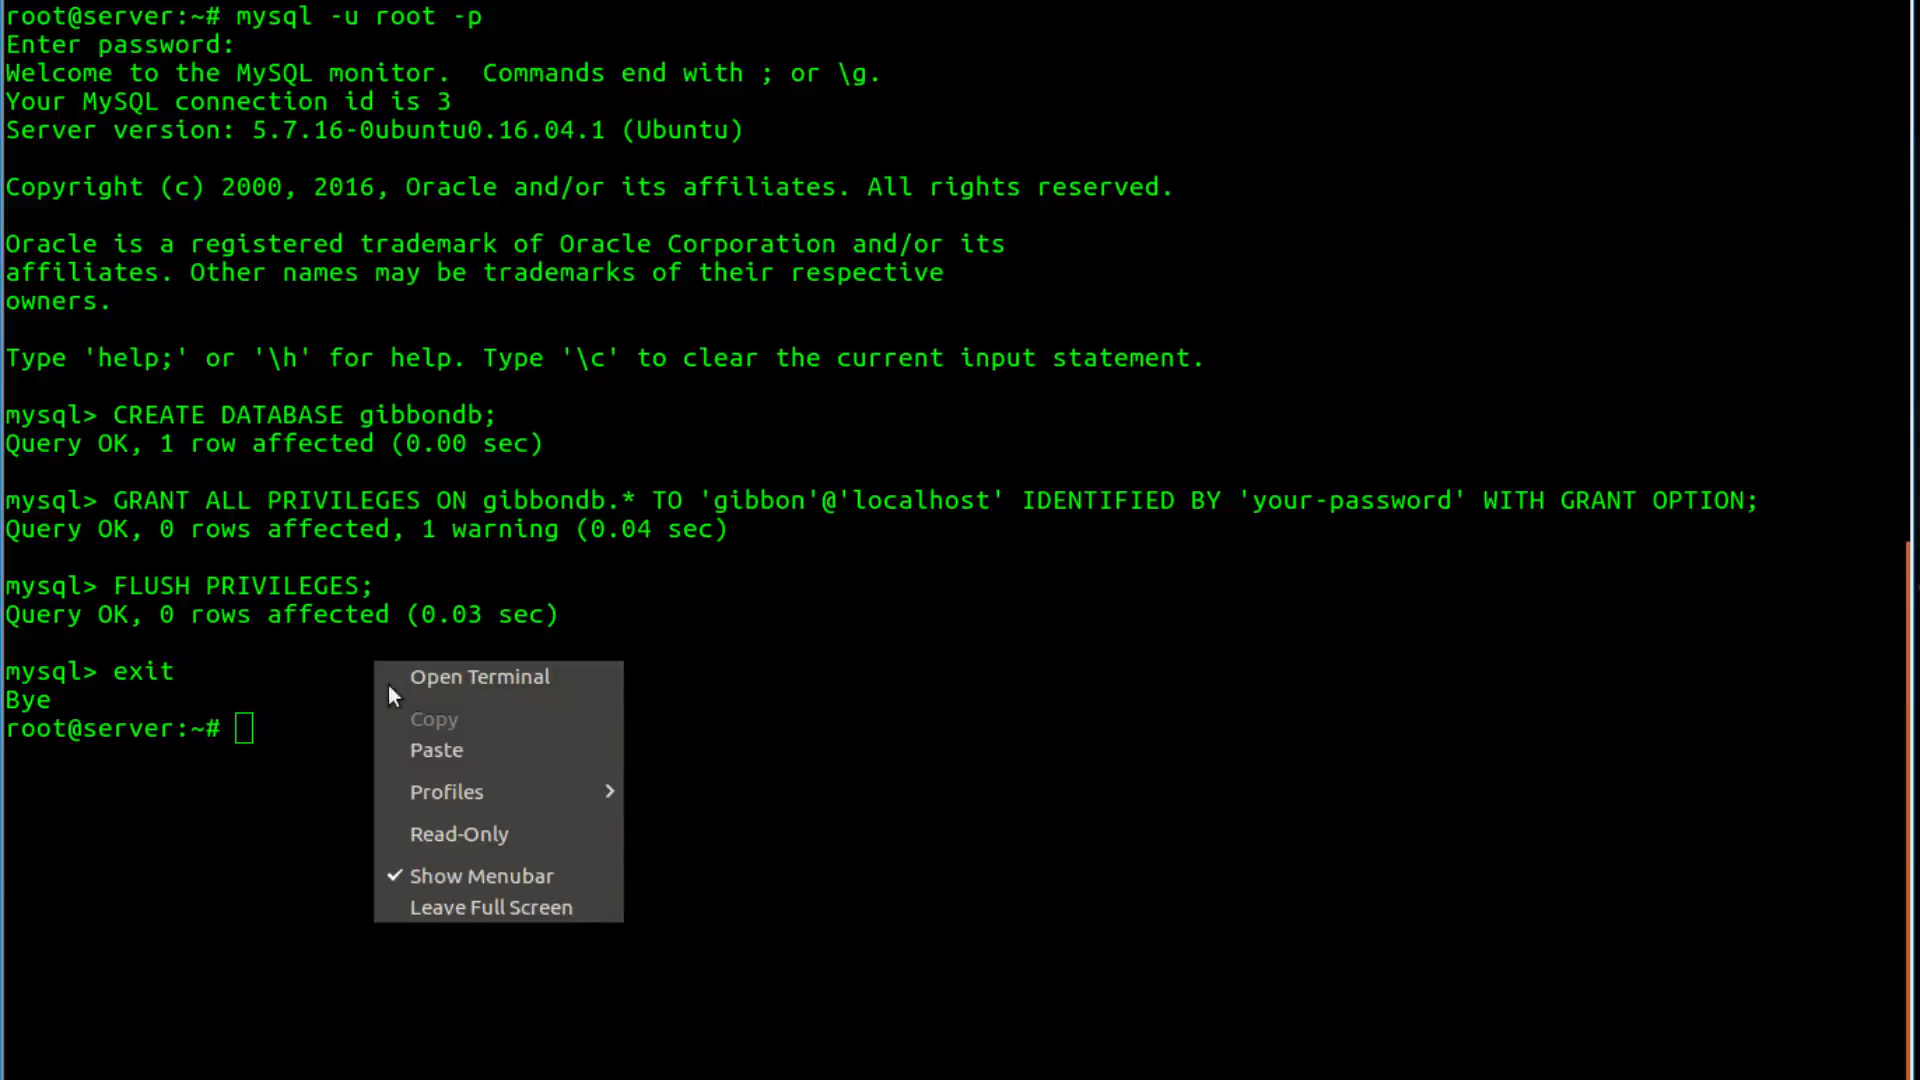 root@server:~# mysql -u root -p
Enter password:
Welcome to the MySQL monitor.  Commands end with ; or \g.
Your MySQL connection id is 3
Server version: 5.7.16-0ubuntu0.16.04.1 (Ubuntu)
Copyright (c) 2000, 2016, Oracle and/or its affiliates. All rights reserved.
Oracle is a registered trademark of Oracle Corporation and/or its
affiliates. Other names may be trademarks of their respective
owners.
Type 'help;' or '\h' for help. Type '\c' to clear the current input statement.
mysql> CREATE DATABASE gibbondb;
Query OK, 1 row affected (0.00 sec)
mysql> GRANT ALL PRIVILEGES ON gibbondb.* TO 'gibbon'@'localhost' IDENTIFIED BY 'your-password' WITH GRANT OPTION;
Query OK, 0 rows affected, 1 warning (0.04 sec)
mysql> FLUSH PRIVILEGES;
Query OK, 0 rows affected (0.03 sec)
mysql> exit
Bye
root@server:~#
Open Terminal
Copy
Paste
Profiles
Read-Only
Show Menubar
Leave Full Screen